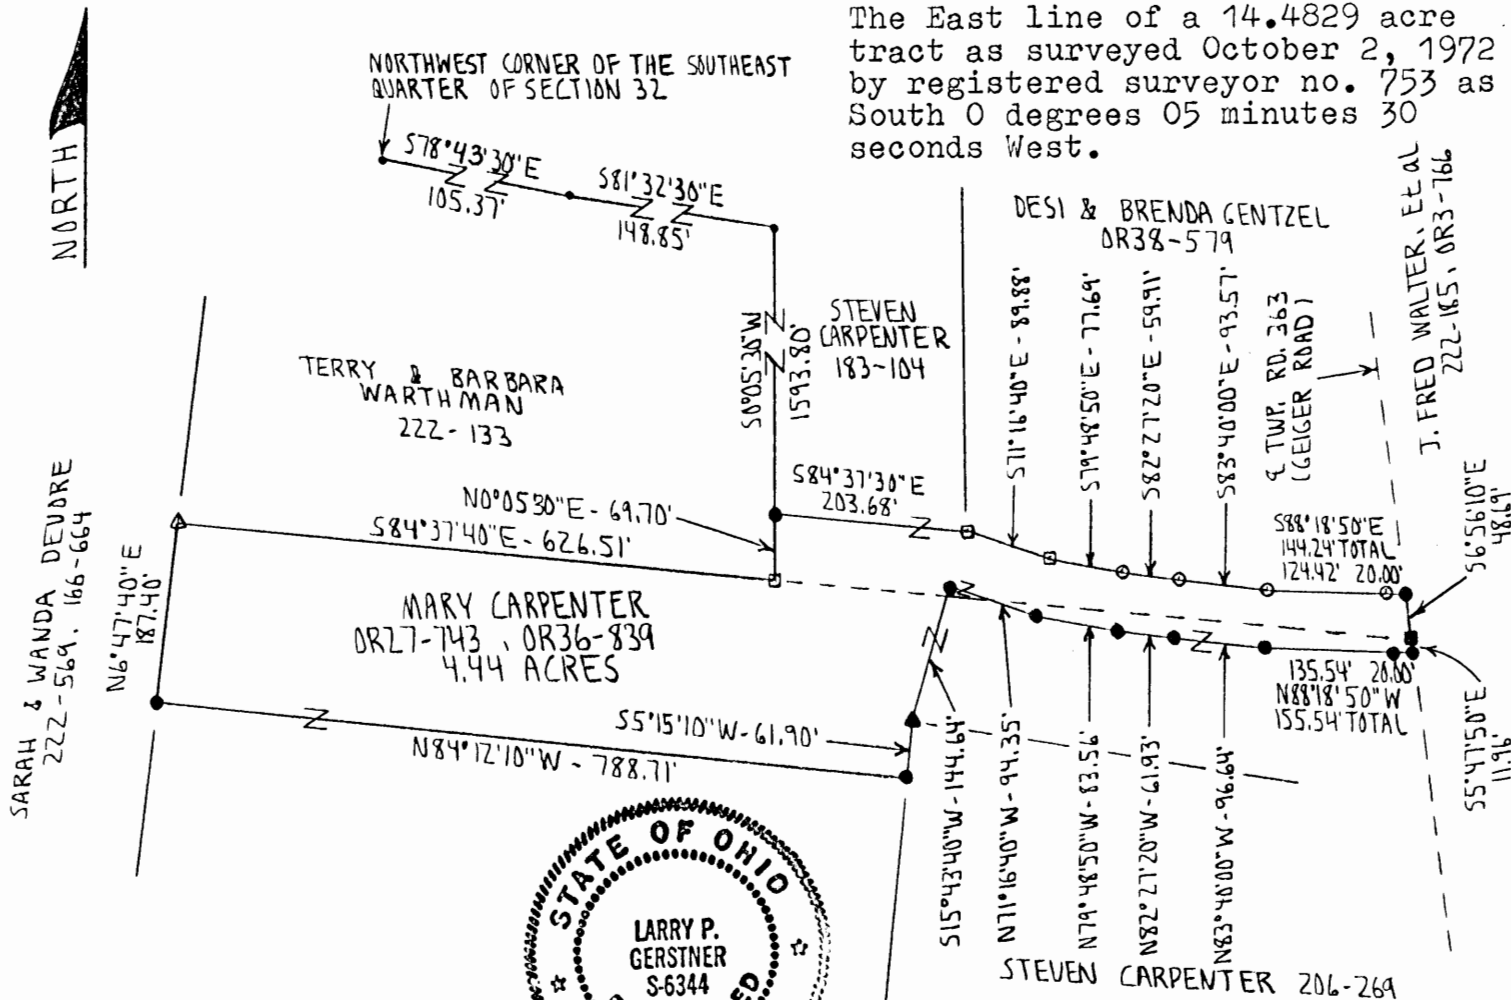 The East line of a 14.4829 acre
tract as surveyed October 2, 1972
by registered surveyor no. 753 as
South 0 degrees 05 minutes 30
seconds West.
NORTH
NORTHWEST CORNER OF THE SOUTHEAST
QUARTER OF SECTION 32
S78°43'30"E
105.37'
S81°32'30"E
148.85'
DESI & BRENDA GENTZEL
OR38-579
J. FRED WALTER, Et al
222-185, OR3-766
S0°05'30"W
1593.80'
STEVEN
CARPENTER
183-104
TERRY & BARBARA
WARTHMAN
222-133
S71°16'40"E - 89.88'
S79°48'50"E - 77.69'
S82°27'20"E - 59.91'
S83°40'00"E - 93.57'
℄ TWP. RD. 363
(GEIGER ROAD)
SARAH & WANDA DEVORE
222-569, 166-664
N6°47'40"E
187.40'
N0°05'30"E - 69.70'
S84°37'40"E - 626.51'
S84°37'30"E
203.68'
S88°18'50"E
144.24' TOTAL
124.42' 20.00'
S6°56'10"E
48.69'
MARY CARPENTER
OR27-743, OR36-839
4.44 ACRES
135.54' 20.00'
N88°18'50"W
155.54' TOTAL
S5°47'50"E
11.96'
S5°15'10"W - 61.90'
N84°12'10"W - 788.71'
S15°43'40"W - 144.64'
N71°16'40"W - 94.53'
N79°48'50"W - 83.56'
N82°27'20"W - 61.93'
N83°40'00"W - 96.64'
STEVEN CARPENTER 206-269
STATE OF OHIO
LARRY P.
GERSTNER
S-6344